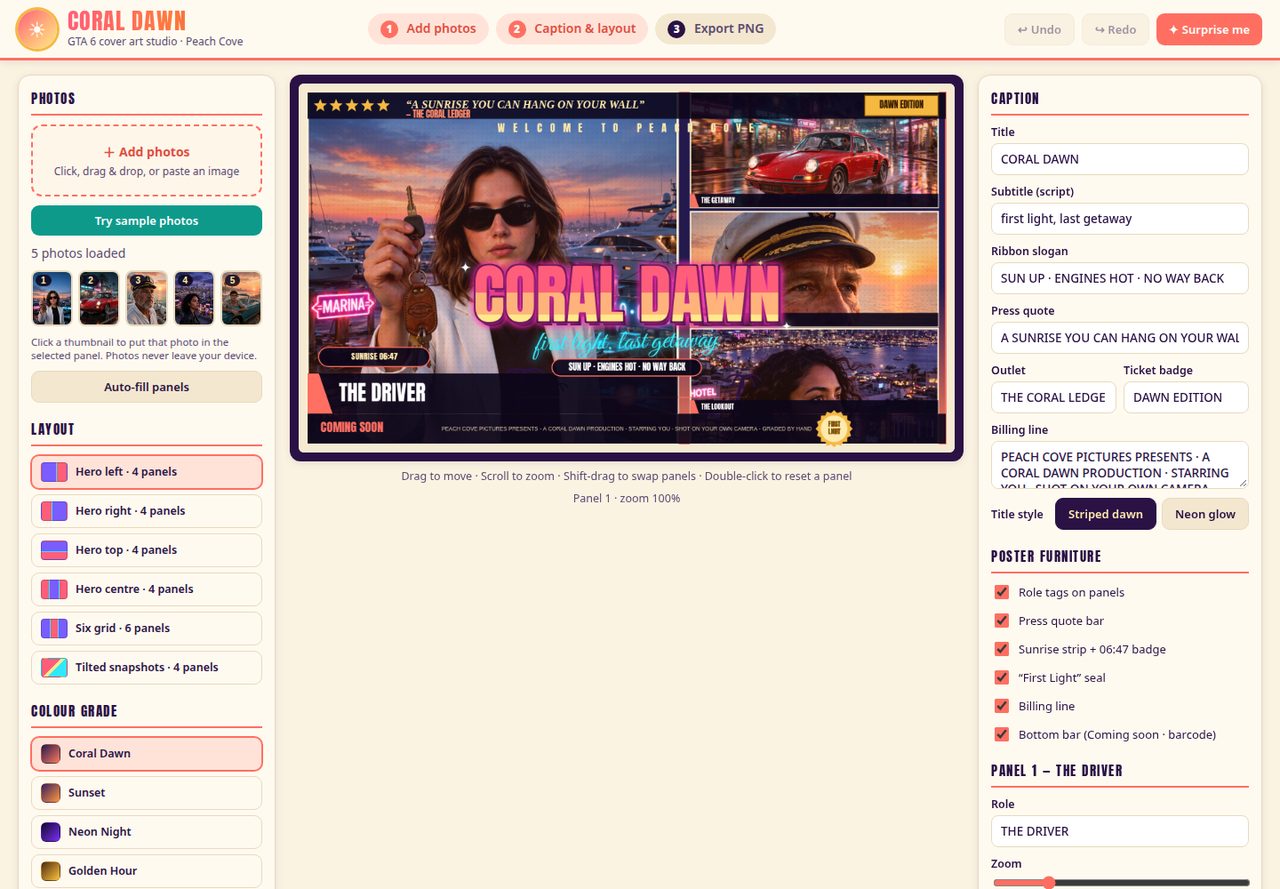 CORAL DAWN
GTA 6 cover art studio · Peach Cove
1 Add photos
2 Caption & layout
3 Export PNG
↩ Undo
↪ Redo
✦ Surprise me
PHOTOS
+ Add photos
Click, drag & drop, or paste an image
Try sample photos
5 photos loaded
1
2
3
4
5
Click a thumbnail to put that photo in the
selected panel. Photos never leave your device.
Auto-fill panels
LAYOUT
Hero left · 4 panels
Hero right · 4 panels
Hero top · 4 panels
Hero centre · 4 panels
Six grid · 6 panels
Tilted snapshots · 4 panels
COLOUR GRADE
Coral Dawn
Sunset
Neon Night
Golden Hour
“A SUNRISE YOU CAN HANG ON YOUR WALL”
– THE CORAL LEDGER
DAWN EDITION
WELCOME TO PEACH COVE
THE GETAWAY
MARINA
CORAL DAWN
first light, last getaway
SUNRISE 06:47
SUN UP · ENGINES HOT · NO WAY BACK
THE DRIVER
HOTEL
THE LOOKOUT
COMING SOON
PEACH COVE PICTURES PRESENTS · A CORAL DAWN PRODUCTION · STARRING YOU · SHOT ON YOUR OWN CAMERA · GRADED BY HAND
FIRST
LIGHT
Drag to move · Scroll to zoom · Shift-drag to swap panels · Double-click to reset a panel
Panel 1 · zoom 100%
CAPTION
Title
CORAL DAWN
Subtitle (script)
first light, last getaway
Ribbon slogan
SUN UP · ENGINES HOT · NO WAY BACK
Press quote
A SUNRISE YOU CAN HANG ON YOUR WAL
Outlet
Ticket badge
THE CORAL LEDGE
DAWN EDITION
Billing line
PEACH COVE PICTURES PRESENTS · A
CORAL DAWN PRODUCTION · STARRING
YOU · SHOT ON YOUR OWN CAMERA ·
Title style
Striped dawn
Neon glow
POSTER FURNITURE
Role tags on panels
Press quote bar
Sunrise strip + 06:47 badge
“First Light” seal
Billing line
Bottom bar (Coming soon · barcode)
PANEL 1 – THE DRIVER
Role
THE DRIVER
Zoom